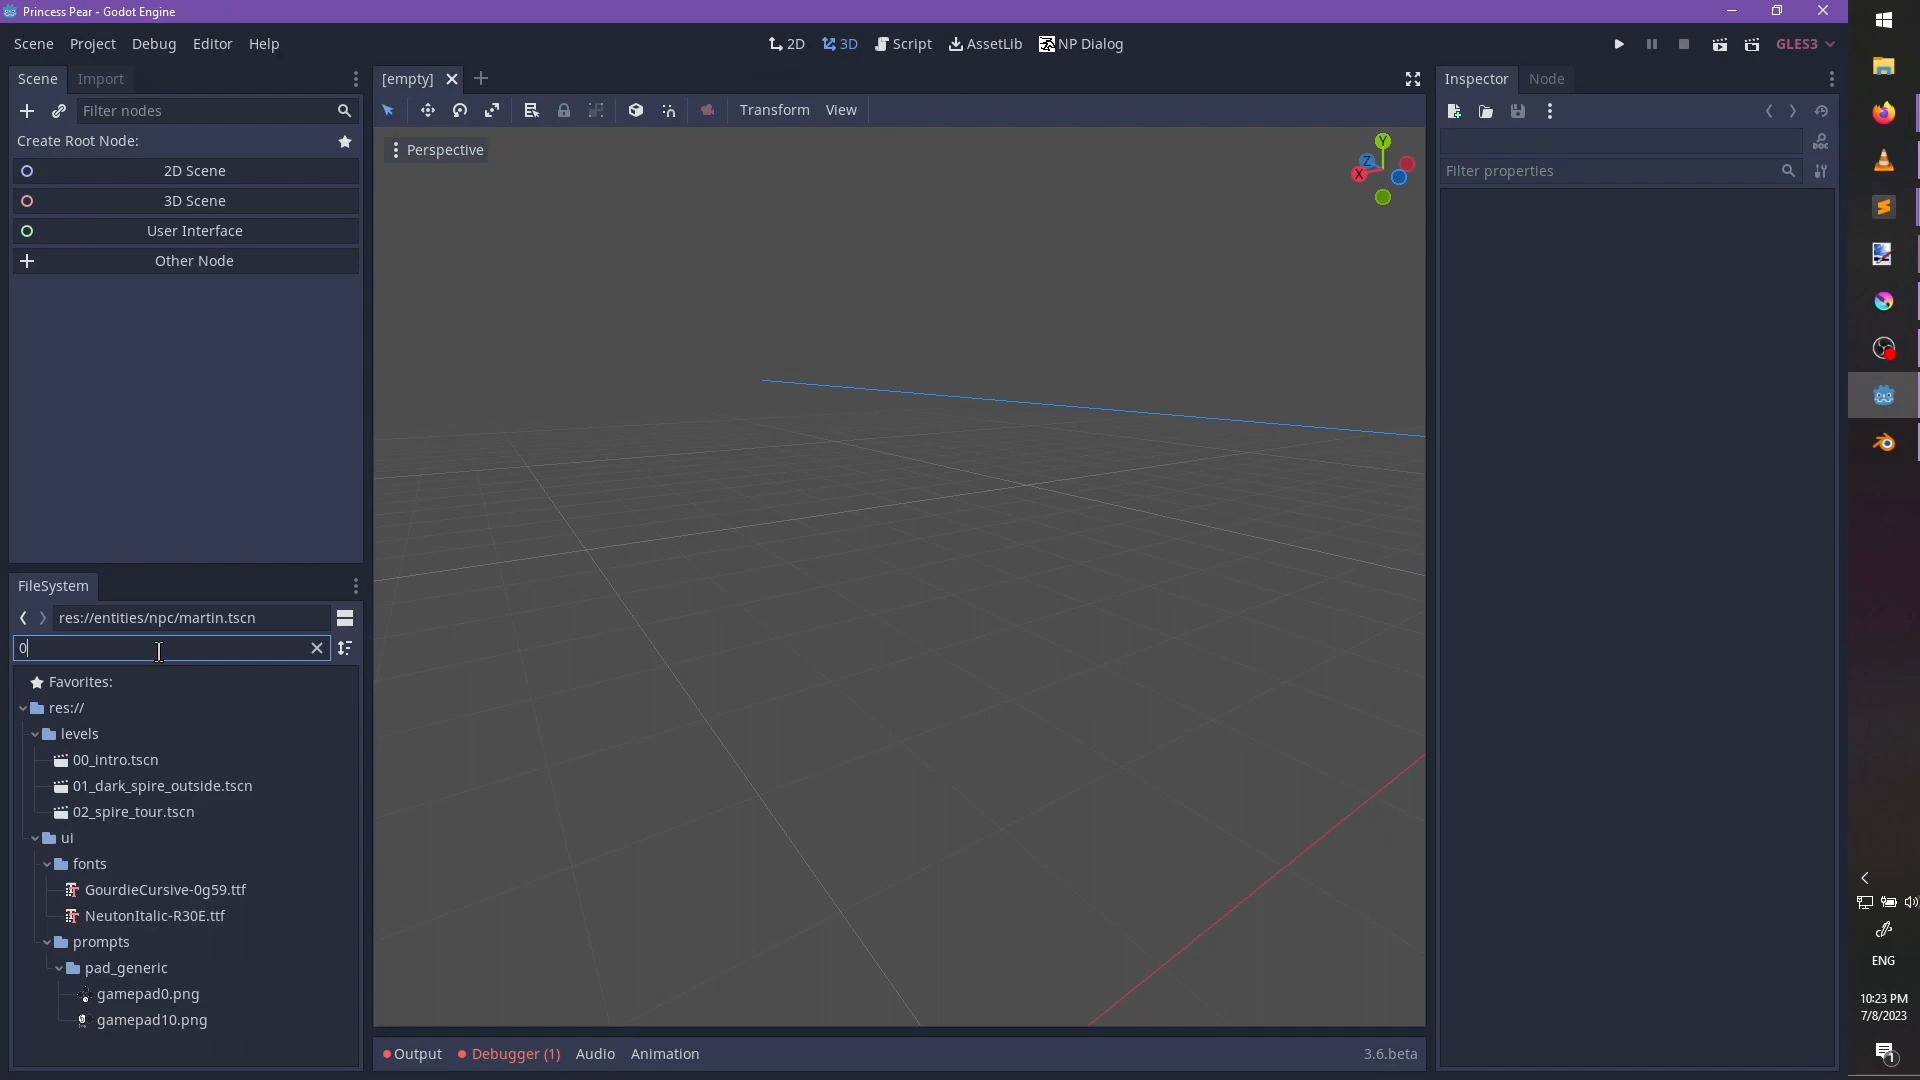 Princess Pear - Godot Engine
Scene Project Debug Editor Help
2D 3D Script AssetLib NP Dialog
GLES3
Scene Import
[empty]
Inspector Node
Filter nodes
Transform View
Create Root Node:
Perspective
Y
Z
X
Filter properties
DOC
2D Scene
3D Scene
User Interface
Other Node
FileSystem
res://entities/npc/martin.tscn
0
Favorites:
res://
levels
00_intro.tscn
01_dark_spire_outside.tscn
02_spire_tour.tscn
ui
fonts
GourdieCursive-0g59.ttf
NeutonItalic-R30E.ttf
prompts
pad_generic
gamepad0.png
gamepad10.png
Output Debugger (1) Audio Animation 3.6.beta
ENG
10:23 PM
7/8/2023
1